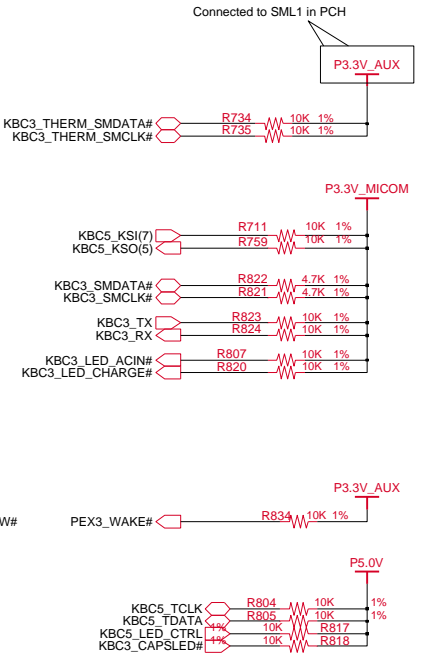 Connected to SML1 in PCH
P3.3V_AUX
KBC3_THERM_SMDATA# R734 10K 1%
KBC3_THERM_SMCLK# R735 10K 1%
P3.3V_MICOM
KBC5_KSI(7) R711 10K 1%
KBC5_KSO(5) R759 10K 1%
KBC3_SMDATA# R822 4.7K 1%
KBC3_SMCLK# R821 4.7K 1%
KBC3_TX R823 10K 1%
KBC3_RX R824 10K 1%
KBC3_LED_ACIN# R807 10K 1%
KBC3_LED_CHARGE# R820 10K 1%
P3.3V_AUX
W# PEX3_WAKE# R834 10K 1%
P5.0V
KBC5_TCLK R804 10K 1%
KBC5_TDATA R805 10K 1%
KBC5_LED_CTRL 1% 10K R817
KBC3_CAPSLED# 1% 10K R818